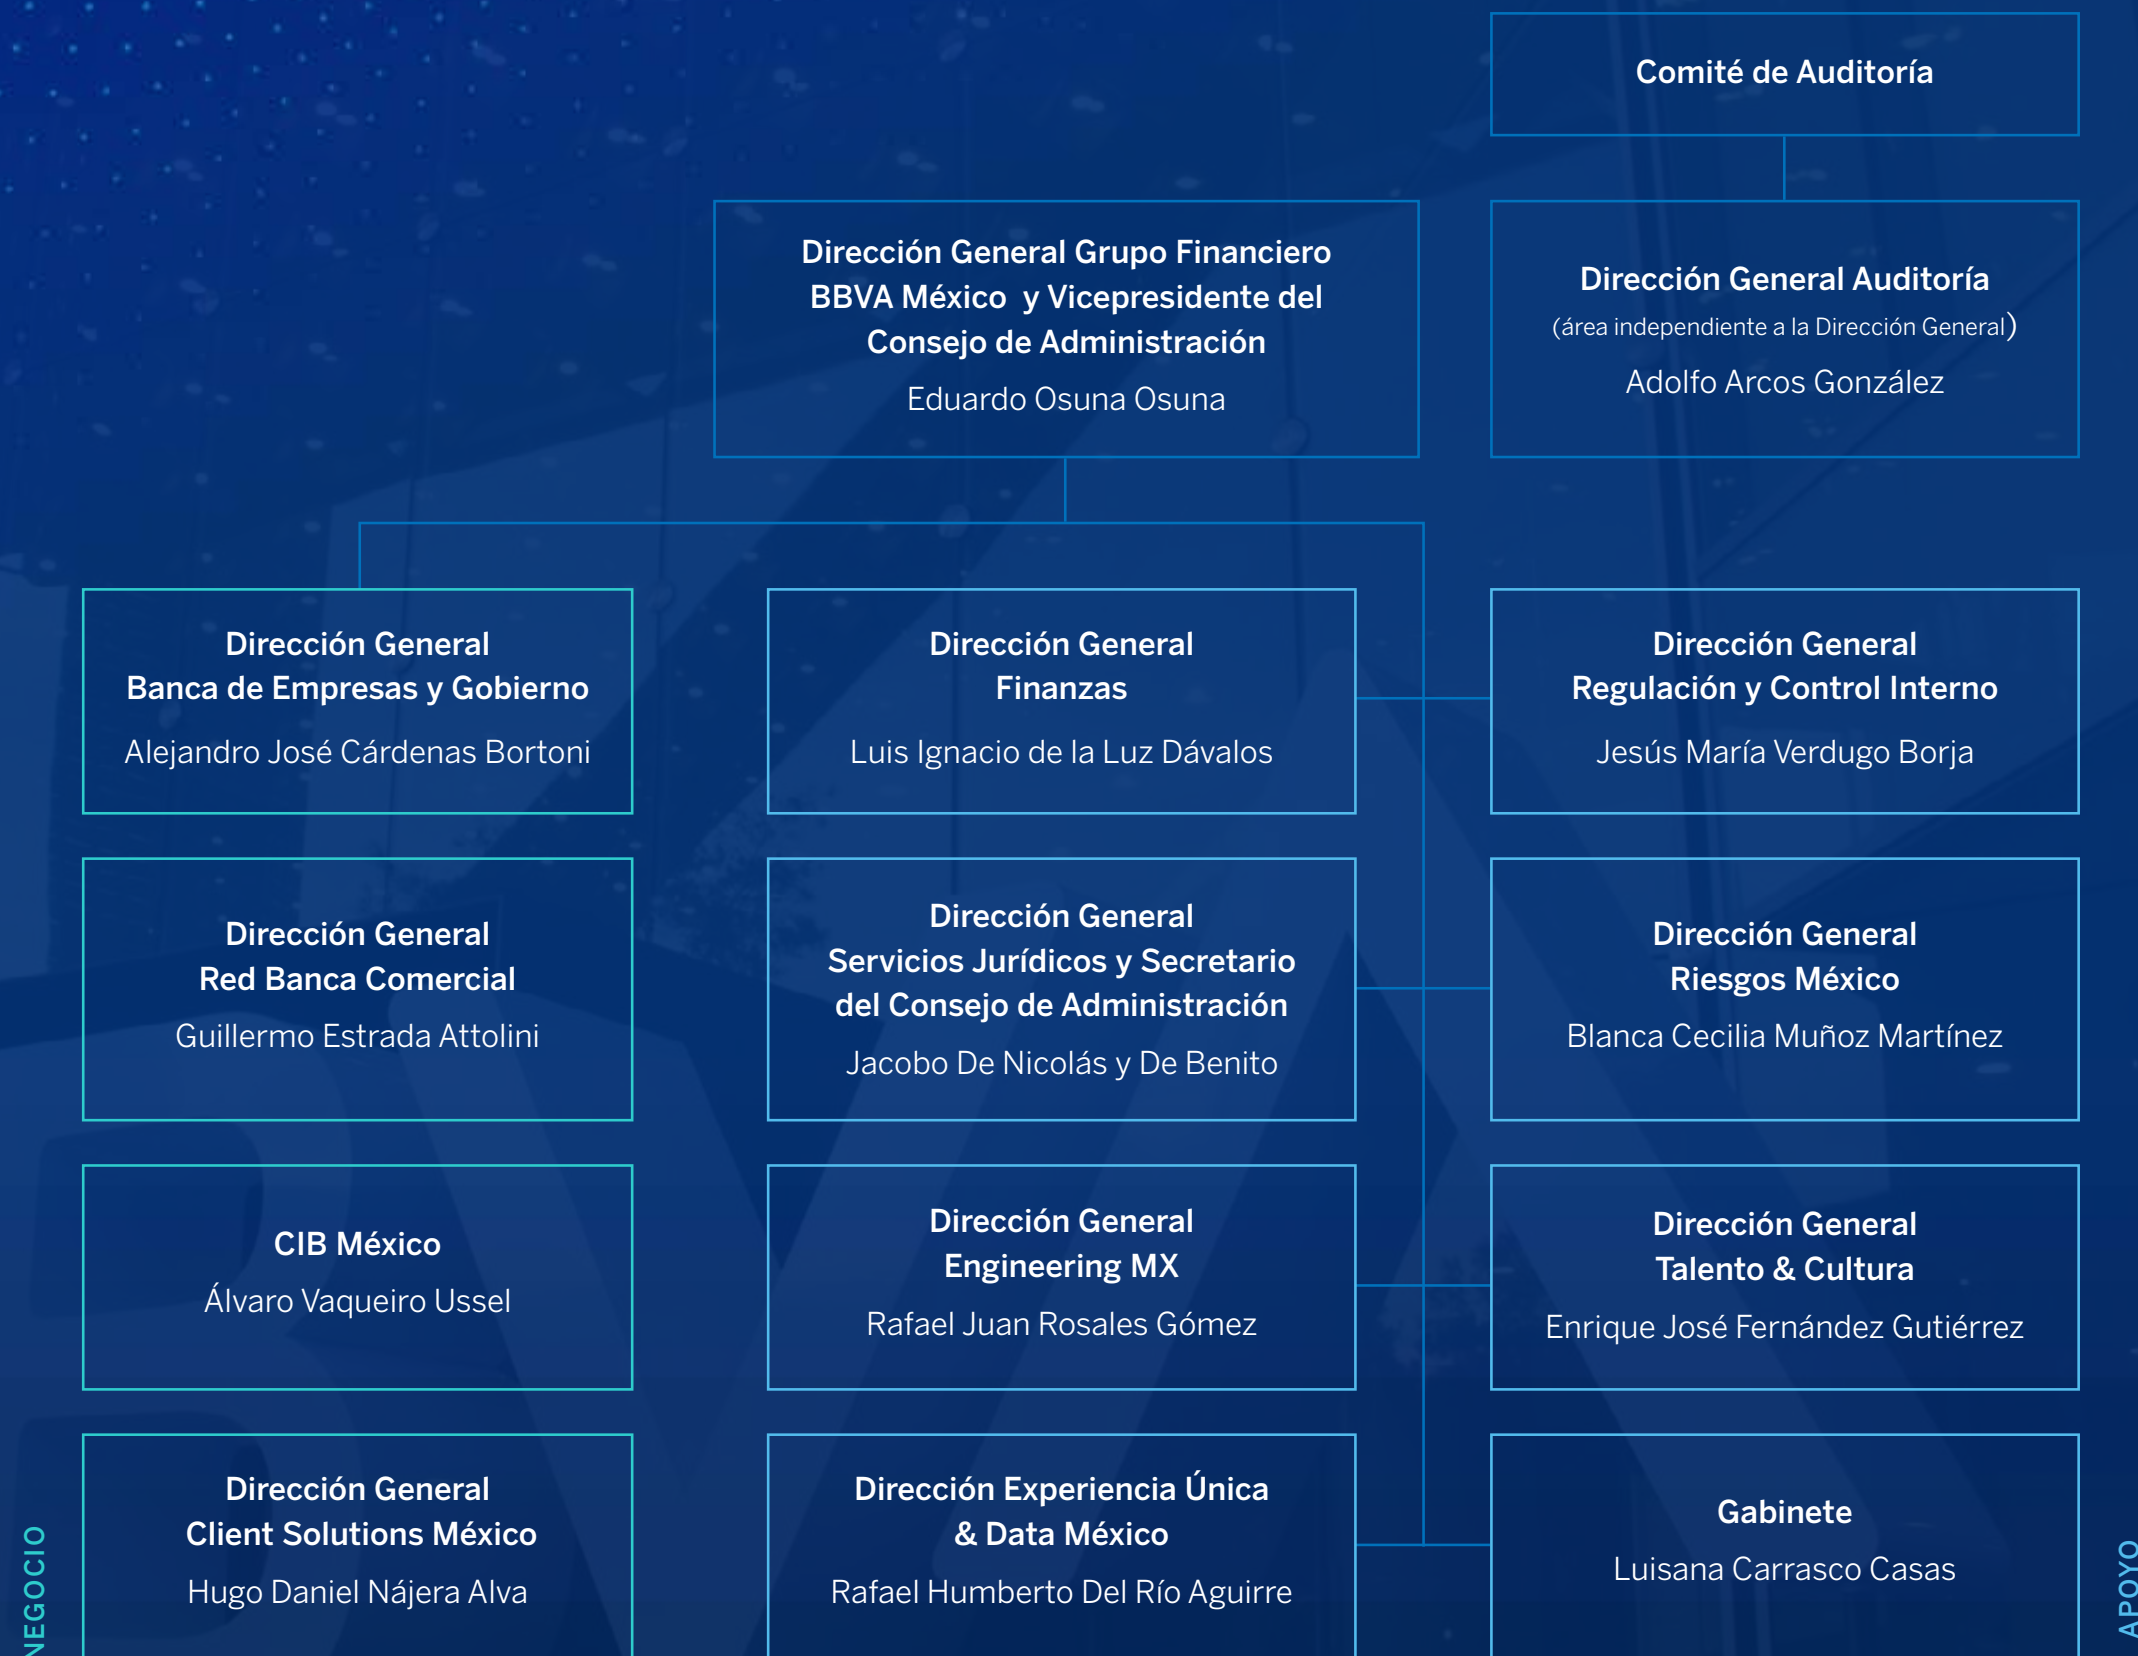 Comité de Auditoría
Dirección General Grupo Financiero
BBVA México y Vicepresidente del
Consejo de Administración
Eduardo Osuna Osuna
Dirección General Auditoría
(área independiente a la Dirección General)
Adolfo Arcos González
Dirección General
Banca de Empresas y Gobierno
Alejandro José Cárdenas Bortoni
Dirección General
Finanzas
Luis Ignacio de la Luz Dávalos
Dirección General
Regulación y Control Interno
Jesús María Verdugo Borja
Dirección General
Red Banca Comercial
Guillermo Estrada Attolini
Dirección General
Servicios Jurídicos y Secretario
del Consejo de Administración
Jacobo De Nicolás y De Benito
Dirección General
Riesgos México
Blanca Cecilia Muñoz Martínez
CIB México
Álvaro Vaqueiro Ussel
Dirección General
Engineering MX
Rafael Juan Rosales Gómez
Dirección General
Talento & Cultura
Enrique José Fernández Gutiérrez
Dirección General
Client Solutions México
Hugo Daniel Nájera Alva
Dirección Experiencia Única
& Data México
Rafael Humberto Del Río Aguirre
Gabinete
Luisana Carrasco Casas
NEGOCIO
APOYO